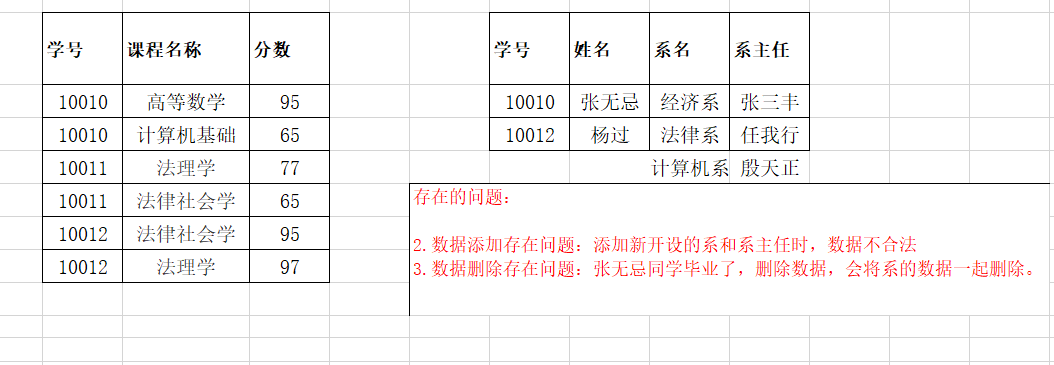 学号 课程名称 分数
10010 高等数学 95
10010 计算机基础 65
10011 法理学 77
10011 法律社会学 65
10012 法律社会学 95
10012 法理学 97
学号 姓名 系名 系主任
10010 张无忌 经济系 张三丰
10012 杨过 法律系 任我行
计算机系 殷天正
存在的问题：
2.数据添加存在问题：添加新开设的系和系主任时，数据不合法
3.数据删除存在问题：张无忌同学毕业了，删除数据，会将系的数据一起删除。